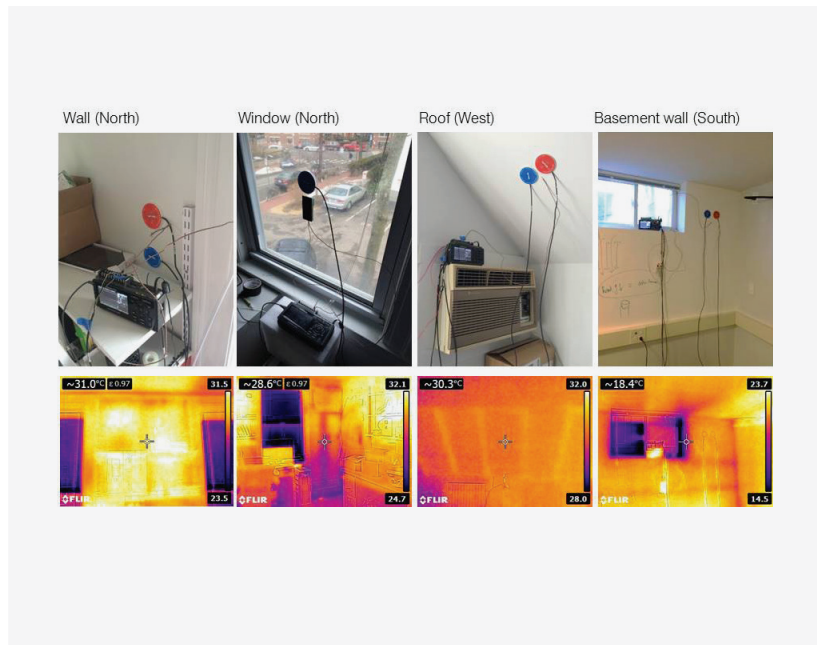 Wall (North)
Window (North)
Roof (West)
Basement wall (South)
~31.0°C ε 0.97 31.5
FLIR 23.5
~28.6°C ε 0.97 32.1
FLIR 24.7
~30.3°C 32.0
FLIR 28.0
~18.4°C 23.7
FLIR 14.5